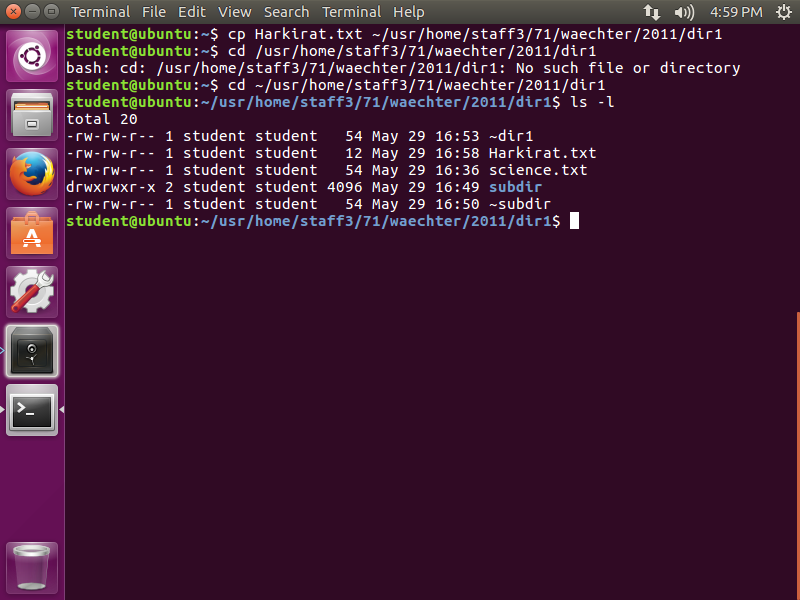 Terminal File Edit View Search Terminal Help 4:59 PM
student@ubuntu:~$ cp Harkirat.txt ~/usr/home/staff3/71/waechter/2011/dir1
student@ubuntu:~$ cd /usr/home/staff3/71/waechter/2011/dir1
bash: cd: /usr/home/staff3/71/waechter/2011/dir1: No such file or directory
student@ubuntu:~$ cd ~/usr/home/staff3/71/waechter/2011/dir1
student@ubuntu:~/usr/home/staff3/71/waechter/2011/dir1$ ls -l
total 20
-rw-rw-r-- 1 student student   54 May 29 16:53 ~dir1
-rw-rw-r-- 1 student student   12 May 29 16:58 Harkirat.txt
-rw-rw-r-- 1 student student   54 May 29 16:36 science.txt
drwxrwxr-x 2 student student 4096 May 29 16:49 subdir
-rw-rw-r-- 1 student student   54 May 29 16:50 ~subdir
student@ubuntu:~/usr/home/staff3/71/waechter/2011/dir1$